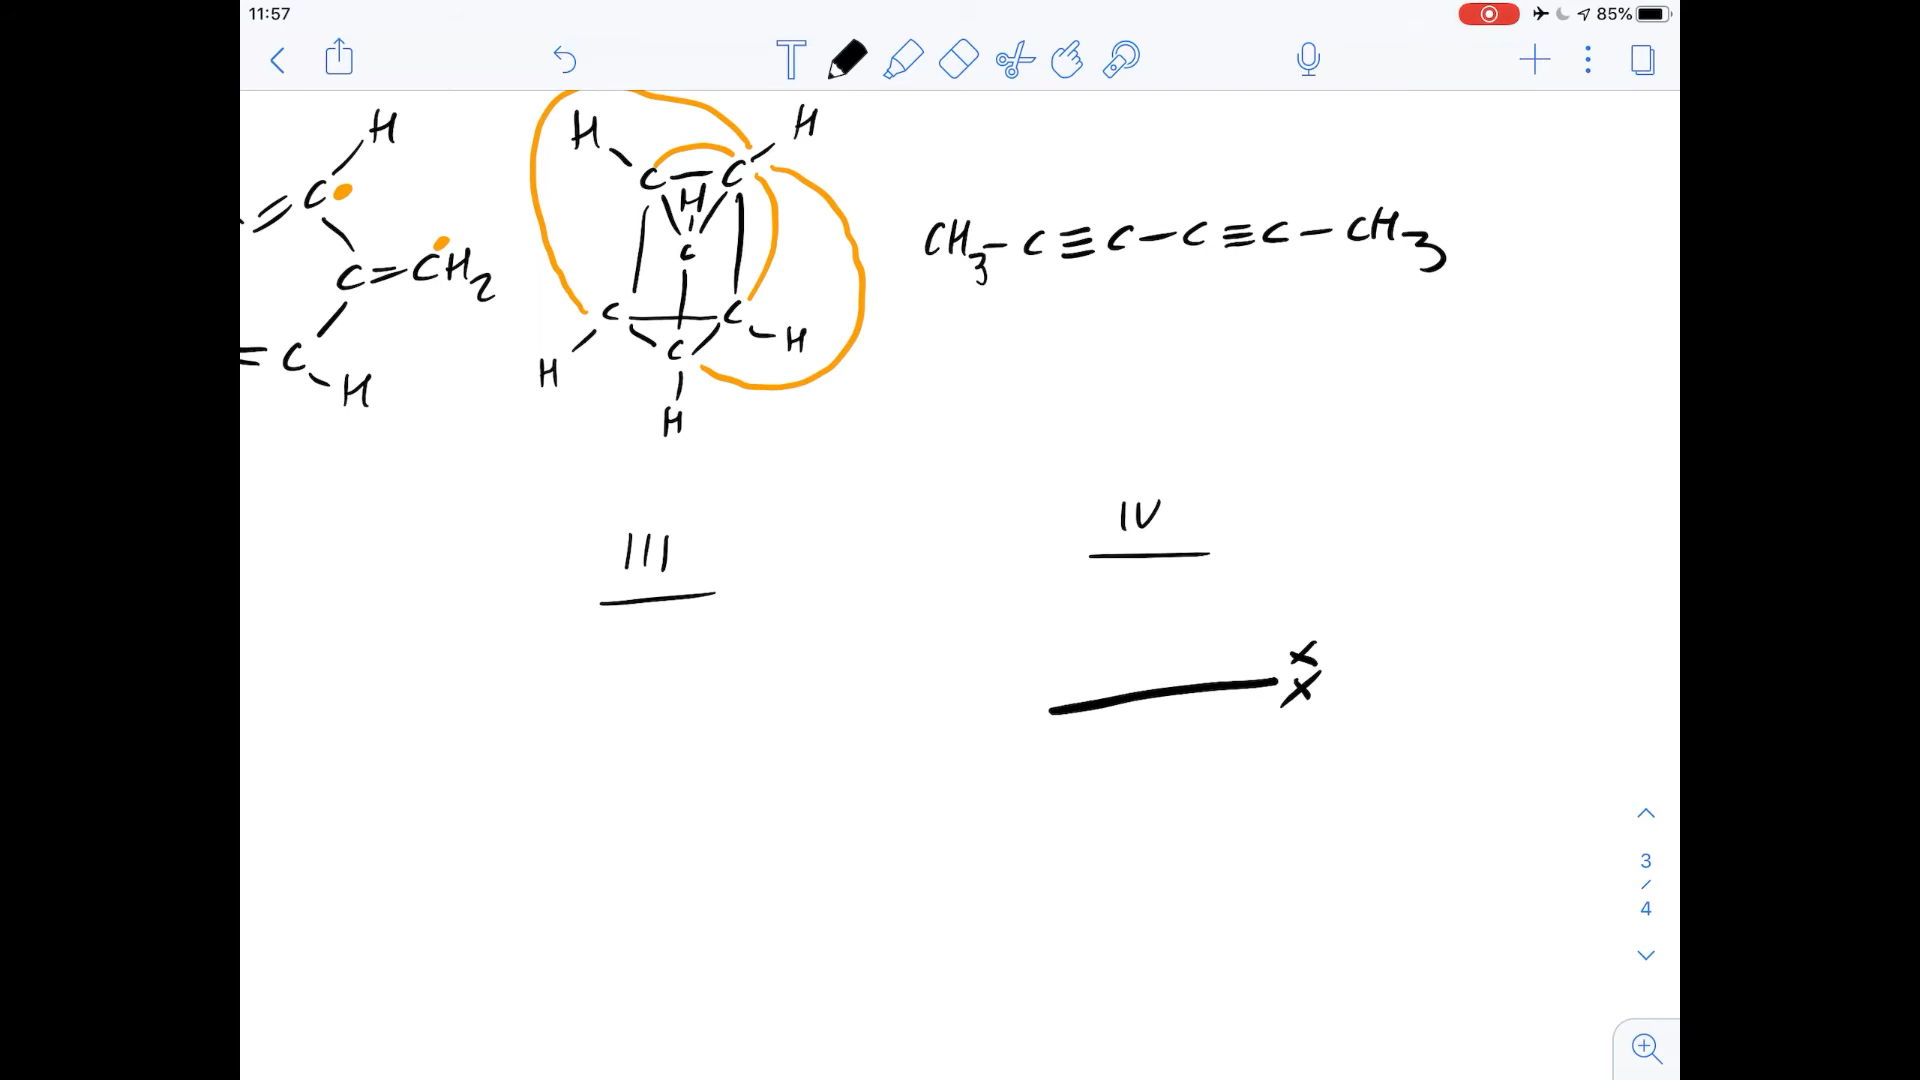 11:57
85%
T
H
H
H
C
C=CH₂
=C
H
C-C
H
C
C
C
C
H
H
H
CH₃-C≡C-C≡C-CH₃
III
IV
x
x
3
/
4